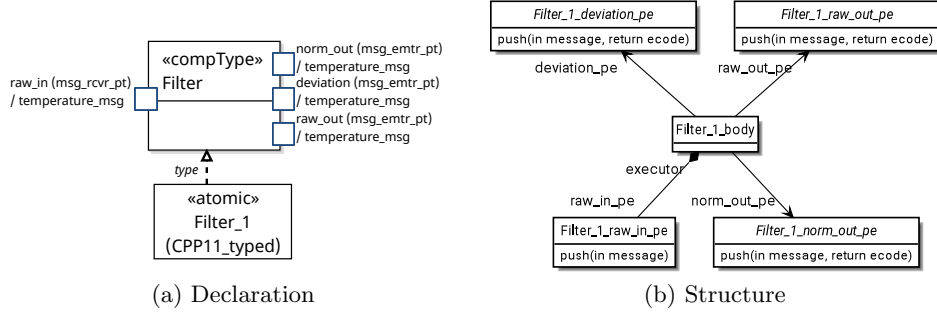 «compType»
Filter
raw_in (msg_rcvr_pt)
/ temperature_msg
norm_out (msg_emtr_pt)
/ temperature_msg
deviation (msg_emtr_pt)
/ temperature_msg
raw_out (msg_emtr_pt)
/ temperature_msg
type
«atomic»
Filter_1
(CPP11_typed)
(a) Declaration
Filter_1_deviation_pe
push(in message, return ecode)
Filter_1_raw_out_pe
push(in message, return ecode)
deviation_pe
raw_out_pe
Filter_1_body
executor
raw_in_pe
norm_out_pe
Filter_1_raw_in_pe
push(in message)
Filter_1_norm_out_pe
push(in message, return ecode)
(b) Structure